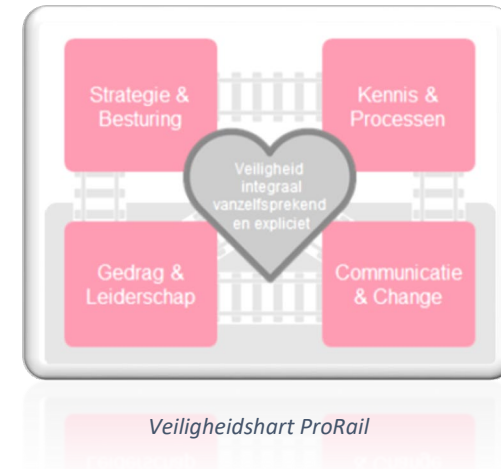 Strategie &
Besturing
Kennis &
Processen
Veiligheid
integraal
vanzelfsprekend
en expliciet
Gedrag &
Leiderschap
Communicatie
& Change
Veiligheidshart ProRail